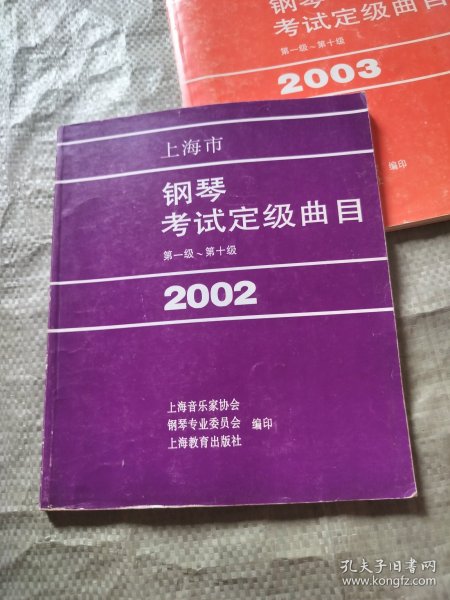 钢琴
考试定级曲目
第一级~第十级
2003
编印
上海市
钢琴
考试定级曲目
第一级~第十级
2002
上海音乐家协会
钢琴专业委员会 编印
上海教育出版社
孔夫子旧书网
www.kongfz.com